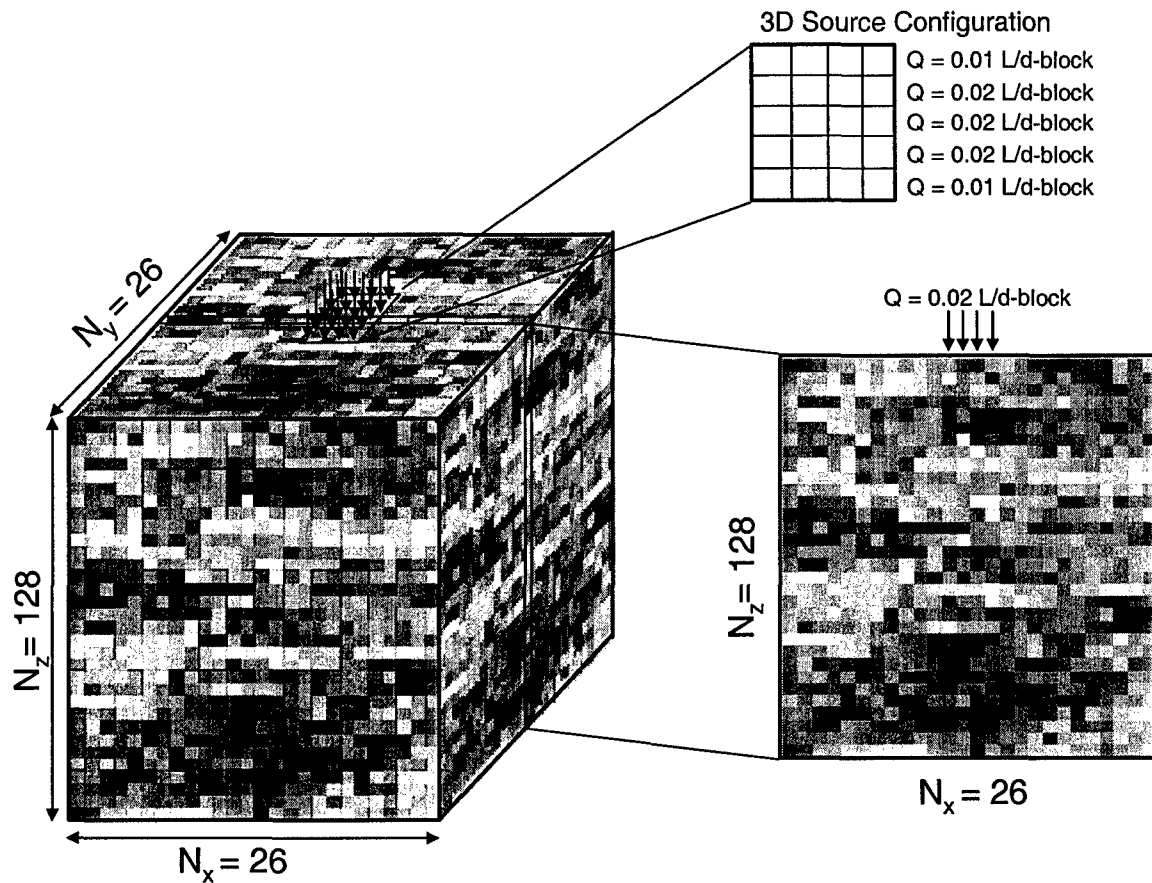 3D Source Configuration
Q = 0.01 L/d-block
Q = 0.02 L/d-block
Q = 0.02 L/d-block
Q = 0.02 L/d-block
Q = 0.01 L/d-block
N_y = 26
Q = 0.02 L/d-block
N_z = 128
N_z = 128
N_x = 26
N_x = 26